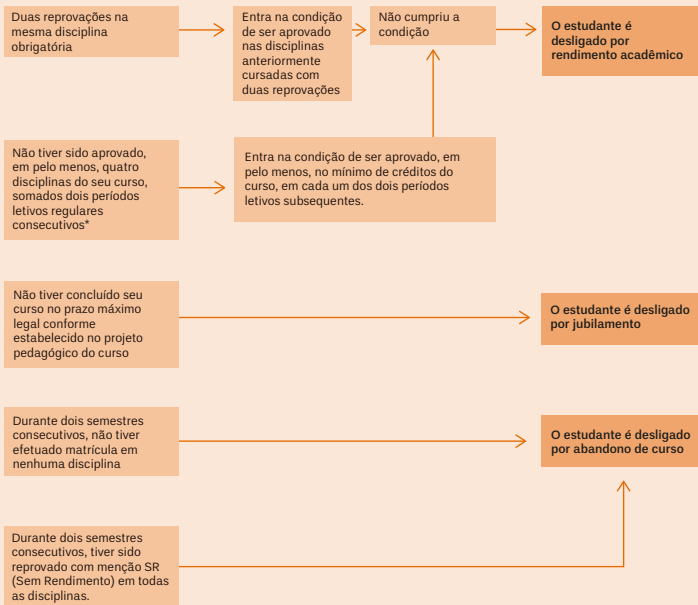 Duas reprovações na
mesma disciplina
obrigatória
Entra na condição
de ser aprovado
nas disciplinas
anteriormente
cursadas com
duas reprovações
Não cumpriu a
condição
O estudante é
desligado por
rendimento acadêmico
Não tiver sido aprovado,
em pelo menos, quatro
disciplinas do seu curso,
somados dois períodos
letivos regulares
consecutivos*
Entra na condição de ser aprovado, em
pelo menos, no mínimo de créditos do
curso, em cada um dos dois períodos
letivos subsequentes.
Não tiver concluído seu
curso no prazo máximo
legal conforme
estabelecido no projeto
pedagógico do curso
O estudante é desligado
por jubilamento
Durante dois semestres
consecutivos, não tiver
efetuado matrícula em
nenhuma disciplina
O estudante é desligado
por abandono de curso
Durante dois semestres
consecutivos, tiver sido
reprovado com menção SR
(Sem Rendimento) em todas
as disciplinas.